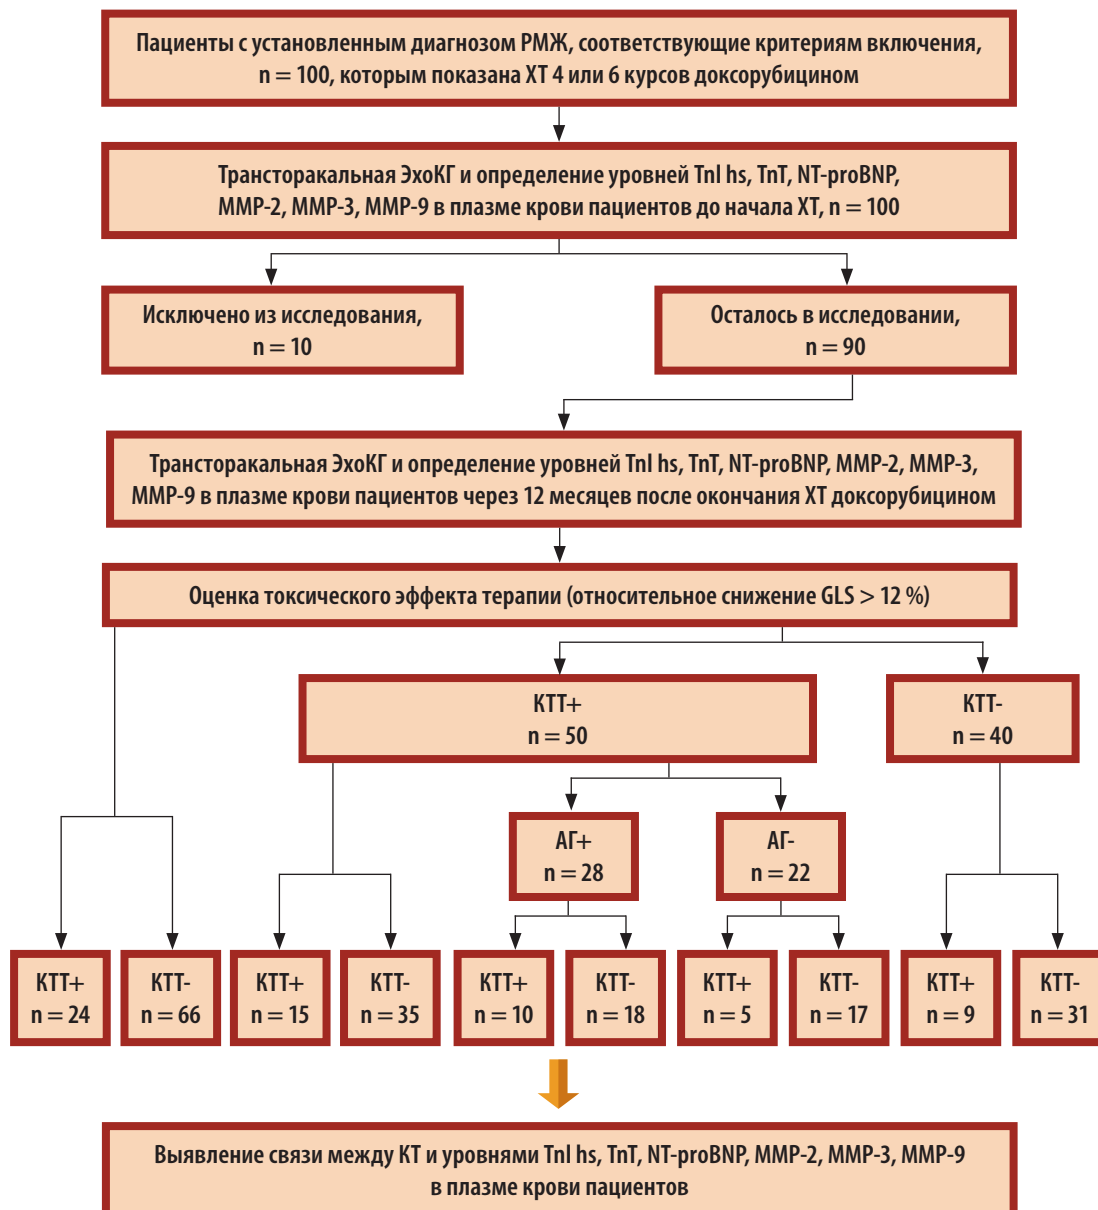 Пациенты с установленным диагнозом РМЖ, соответствующие критериям включения,
n = 100, которым показана ХТ 4 или 6 курсов доксорубицином
Трансторакальная ЭхоКГ и определение уровней TnI hs, TnT, NT-proBNP,
MMP-2, MMP-3, MMP-9 в плазме крови пациентов до начала ХТ, n = 100
Исключено из исследования,
n = 10
Осталось в исследовании,
n = 90
Трансторакальная ЭхоКГ и определение уровней TnI hs, TnT, NT-proBNP, MMP-2, MMP-3,
MMP-9 в плазме крови пациентов через 12 месяцев после окончания ХТ доксорубицином
Оценка токсического эффекта терапии (относительное снижение GLS > 12 %)
КТТ+
n = 50
КТТ-
n = 40
АГ+
n = 28
АГ-
n = 22
КТТ+
n = 24
КТТ-
n = 66
КТТ+
n = 15
КТТ-
n = 35
КТТ+
n = 10
КТТ-
n = 18
КТТ+
n = 5
КТТ-
n = 17
КТТ+
n = 9
КТТ-
n = 31
Выявление связи между КТ и уровнями TnI hs, TnT, NT-proBNP, MMP-2, MMP-3, MMP-9
в плазме крови пациентов